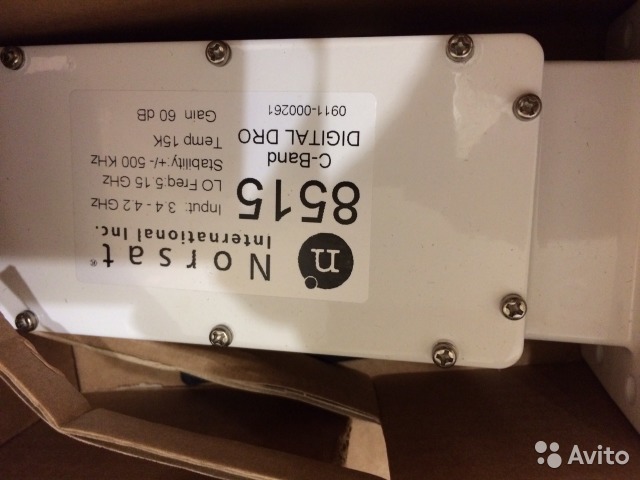 n
Norsat®
International Inc.
8515
C-Band
DIGITAL DRO
0911-000261
Input: 3.4 - 4.2 GHz
LO Freq:5.15 GHz
Stability:+/- 500 KHz
Temp 15K
Gain 60 dB
Avito